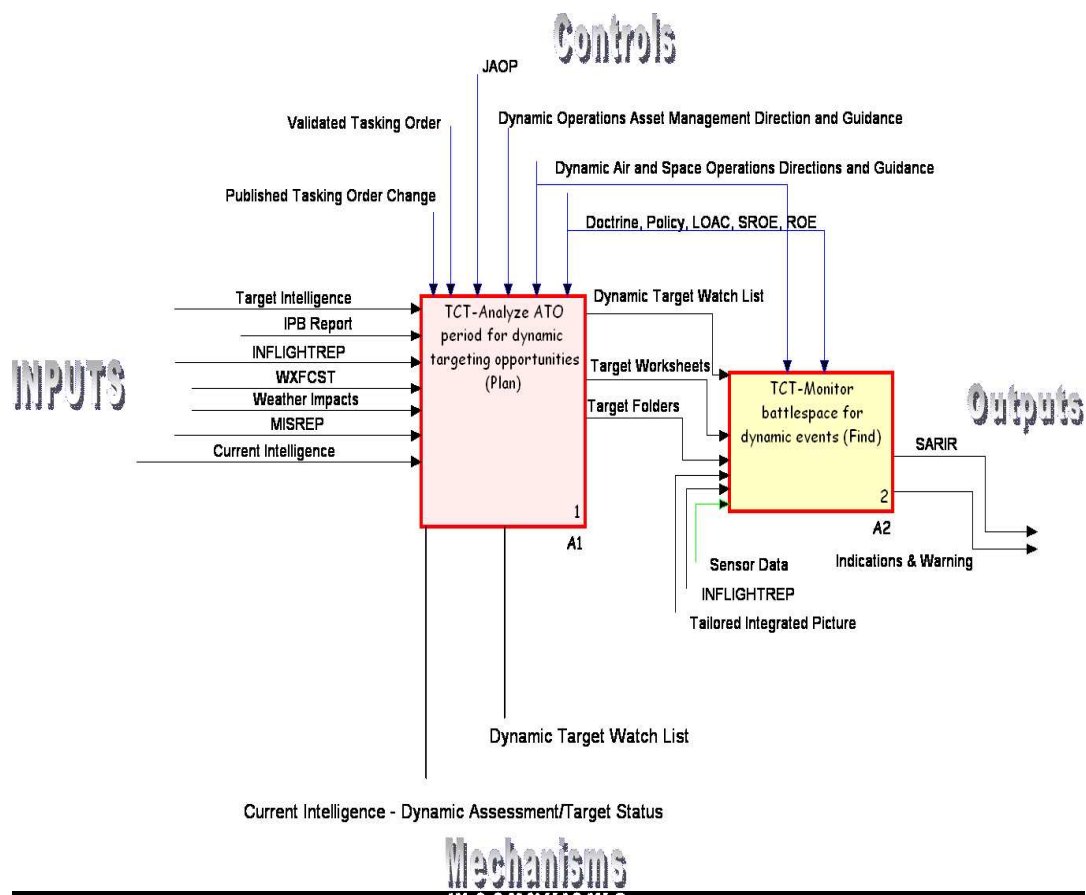 Controls
JAOP
Validated Tasking Order
Dynamic Operations Asset Management Direction and Guidance
Dynamic Air and Space Operations Directions and Guidance
Published Tasking Order Change
Doctrine, Policy, LOAC, SROE, ROE
INPUTS
Target Intelligence
IPB Report
INFLIGHTREP
WXFCST
Weather Impacts
MISREP
Current Intelligence
TCT-Analyze ATO
period for dynamic
targeting opportunities
(Plan)
1
A1
Dynamic Target Watch List
Target Worksheets
Target Folders
TCT-Monitor
battlespace for
dynamic events (Find)
2
A2
Outputs
SARIR
Indications & Warning
Sensor Data
INFLIGHTREP
Tailored Integrated Picture
Dynamic Target Watch List
Current Intelligence - Dynamic Assessment/Target Status
Mechanisms